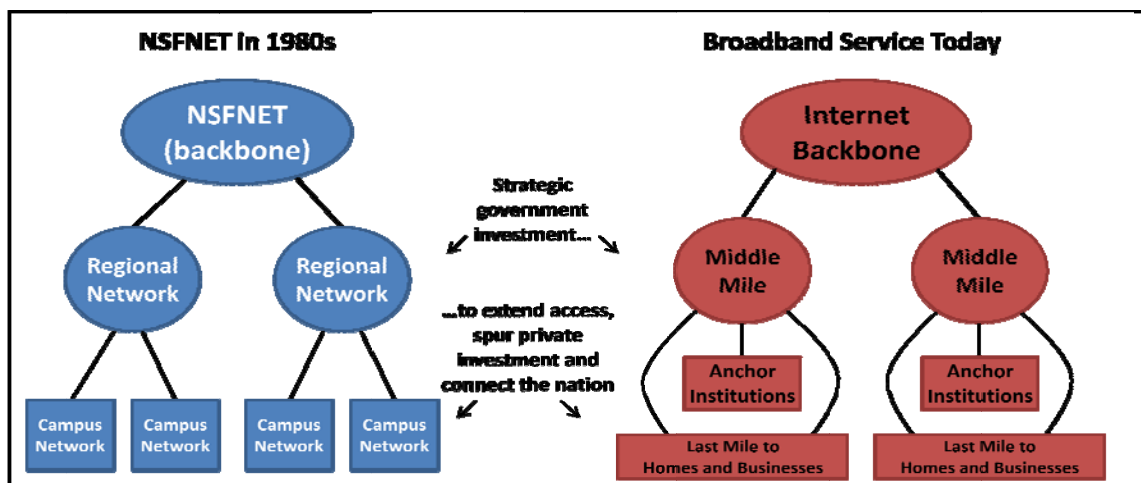 NSFNET in 1980s
NSFNET
(backbone)
Regional
Network
Regional
Network
Campus
Network
Campus
Network
Campus
Network
Campus
Network
Strategic
government
investment...
...to extend access,
spur private
investment and
connect the nation
Broadband Service Today
Internet
Backbone
Middle
Mile
Middle
Mile
Anchor
Institutions
Anchor
Institutions
Last Mile to
Homes and Businesses
Last Mile to
Homes and Businesses